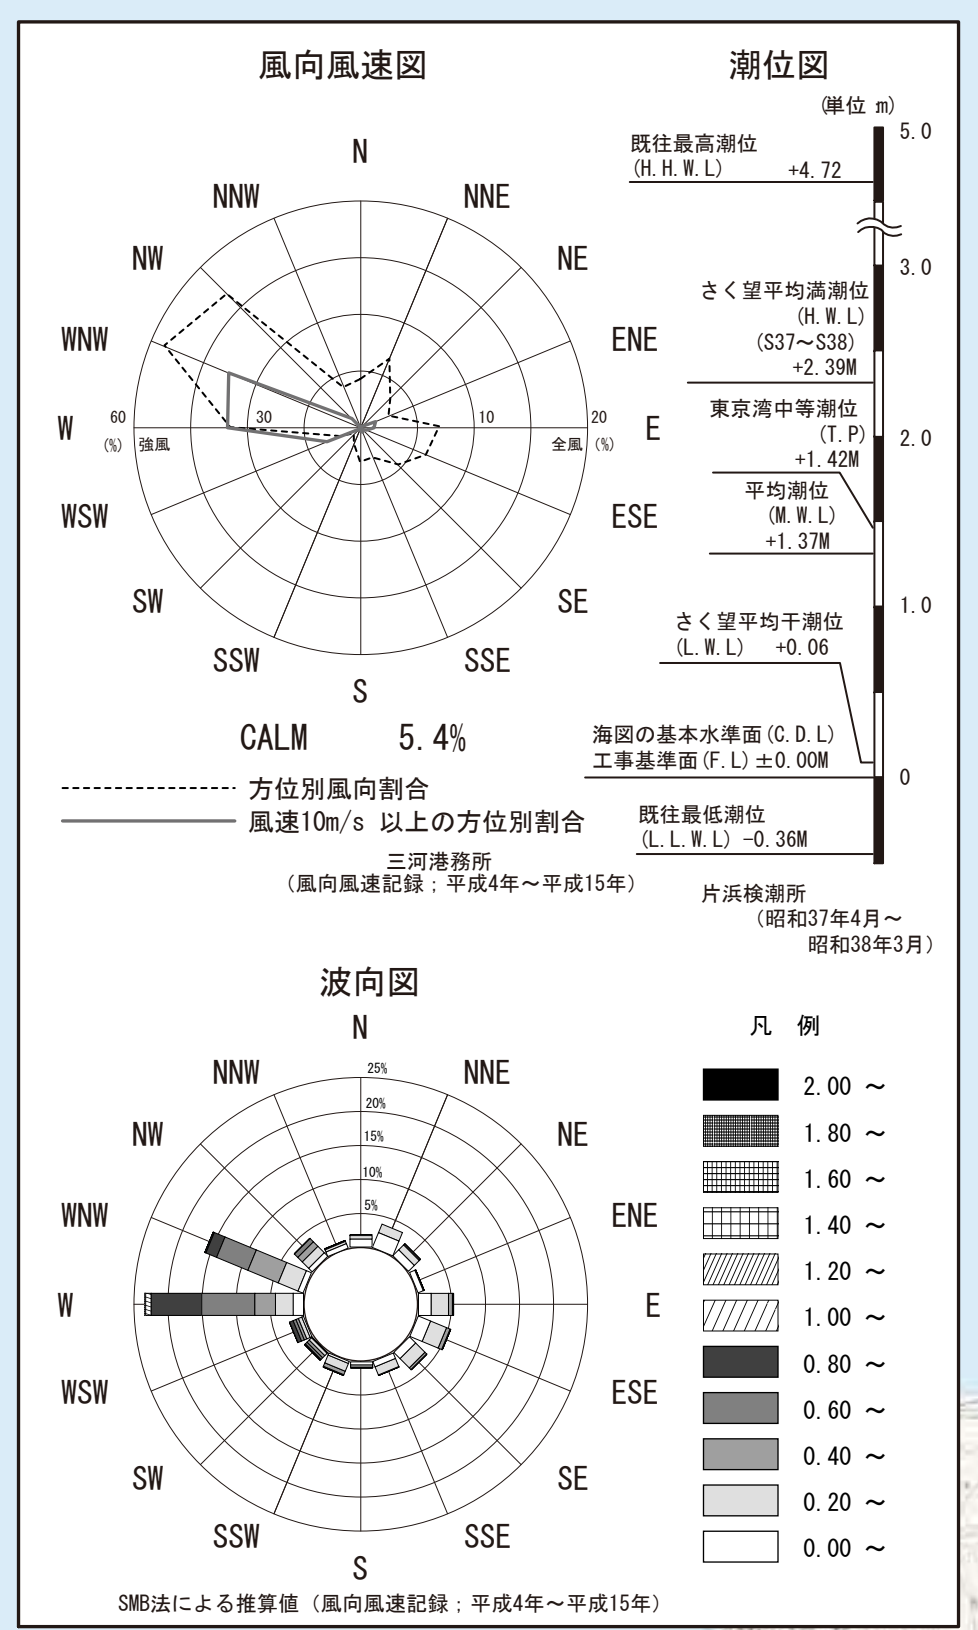 風向風速図
N
NNW
NNE
NW
NE
WNW
ENE
W
60
30
10
20
E
(%)
強風
全風
(%)
WSW
ESE
SW
SE
SSW
SSE
S
CALM 5.4%
方位別風向割合
風速10m/s 以上の方位別割合
三河港務所
(風向風速記録；平成4年～平成15年)
潮位図
(単位 m)
5.0
既往最高潮位
(H.H.W.L) +4.72
3.0
さく望平均満潮位
(H.W.L)
(S37～S38)
+2.39M
東京湾中等潮位
(T.P)
2.0
+1.42M
平均潮位
(M.W.L)
+1.37M
1.0
さく望平均干潮位
(L.W.L) +0.06
海図の基本水準面(C.D.L)
工事基準面(F.L)±0.00M
0
既往最低潮位
(L.L.W.L) -0.36M
片浜検潮所
(昭和37年4月～
昭和38年3月)
波向図
N
NNW
NNE
25%
20%
15%
10%
5%
NW
NE
WNW
ENE
W
E
WSW
ESE
SW
SE
SSW
SSE
S
凡 例
2.00 ～
1.80 ～
1.60 ～
1.40 ～
1.20 ～
1.00 ～
0.80 ～
0.60 ～
0.40 ～
0.20 ～
0.00 ～
SMB法による推算値 (風向風速記録；平成4年～平成15年)